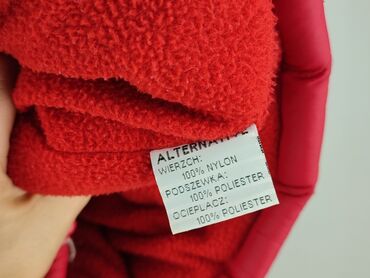 ALTERNATIVE
WIERZCH:
100% NYLON
PODSZEWKA:
100% POLIESTER
OCIEPLACZ:
100% POLIESTER